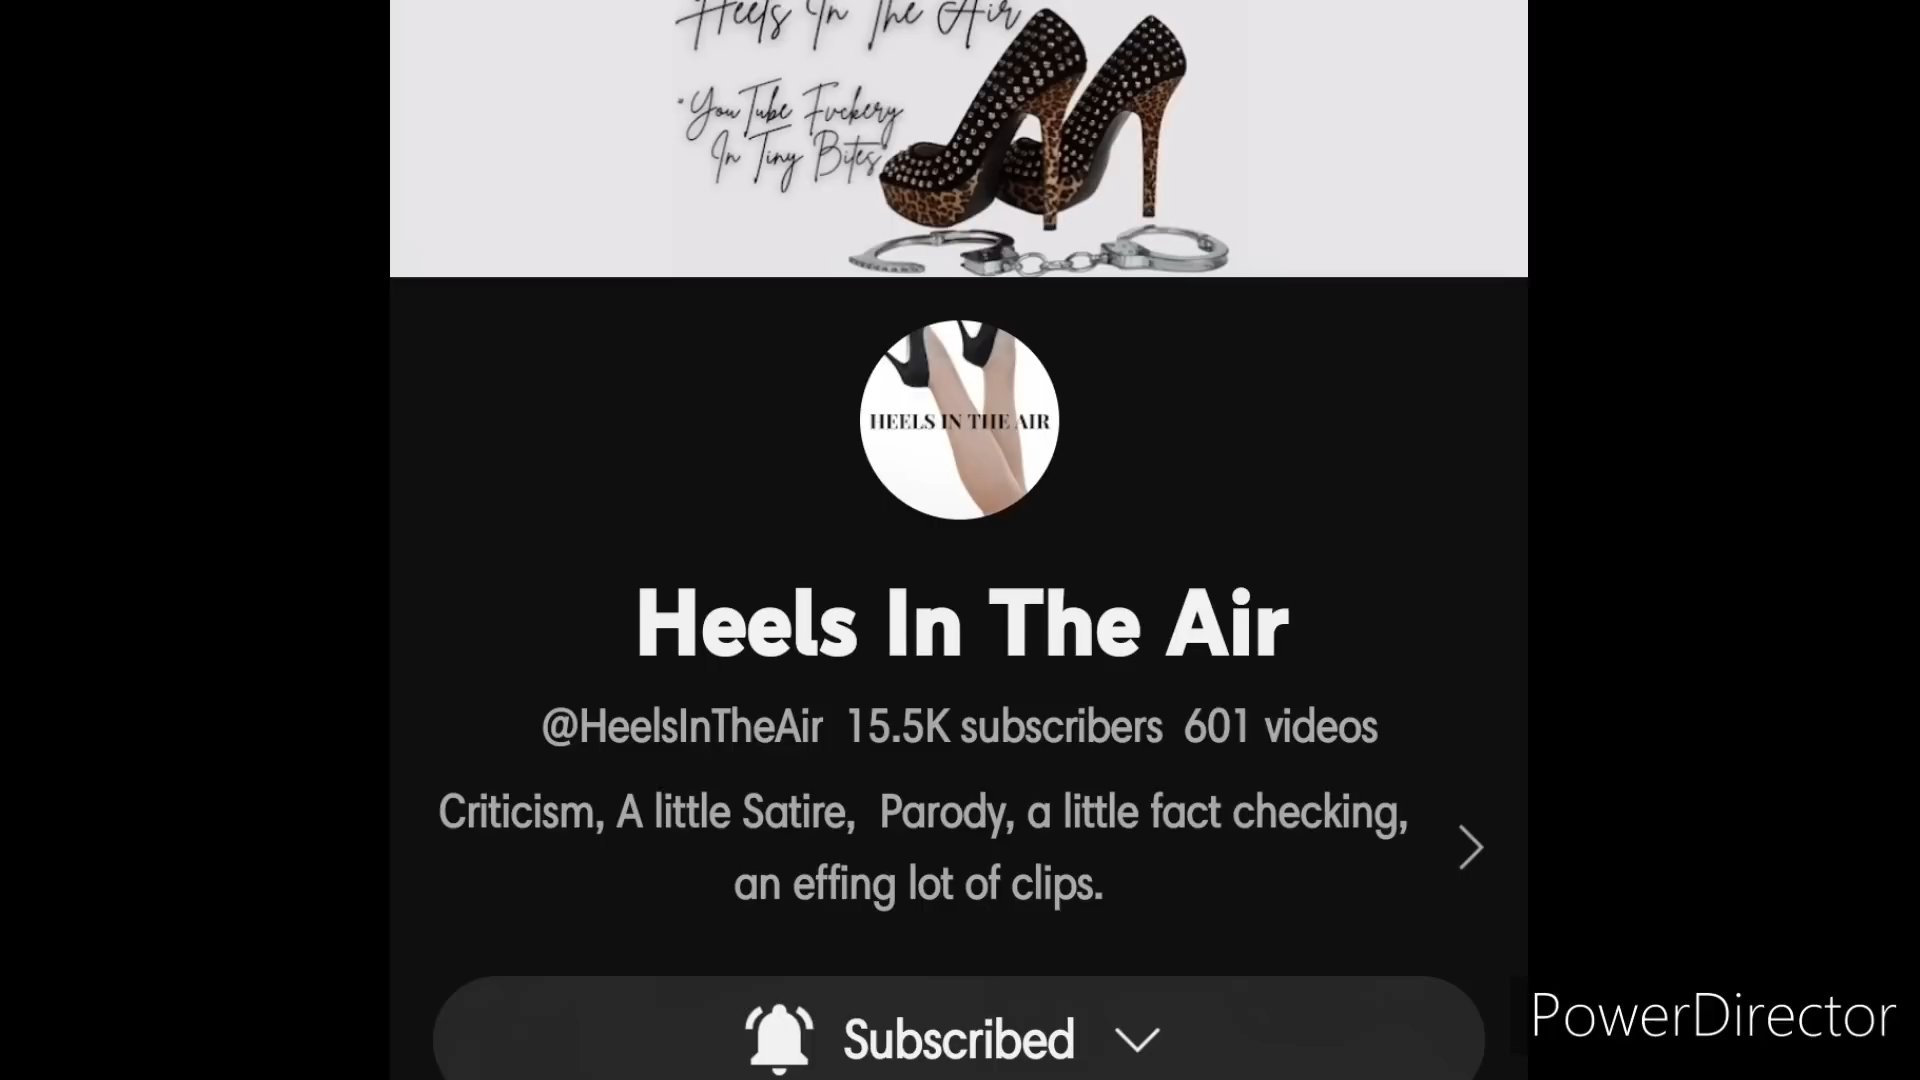 Heels In The Air
"YouTube Fvckery
In Tiny Bites"
HEELS IN THE AIR
Heels In The Air
@HeelsInTheAir 15.5K subscribers 601 videos
Criticism, A little Satire, Parody, a little fact checking,
an effing lot of clips.
Subscribed
PowerDirector